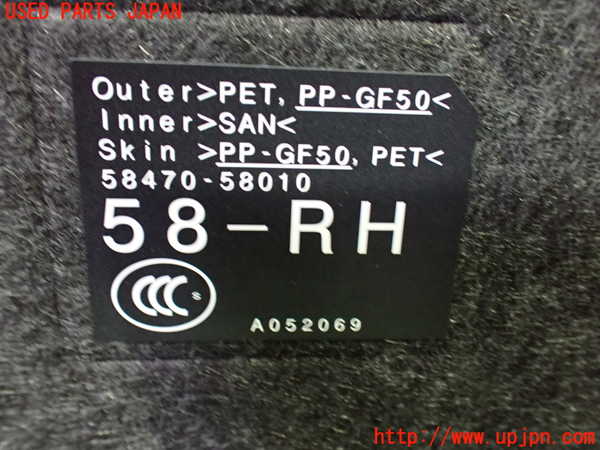 USED PARTS JAPAN
Outer>PET, PP-GF50<
Inner>SAN<
Skin >PP-GF50, PET<
58470-58010
58-RH
CCC S
A052069
http://www.upjpn.com/